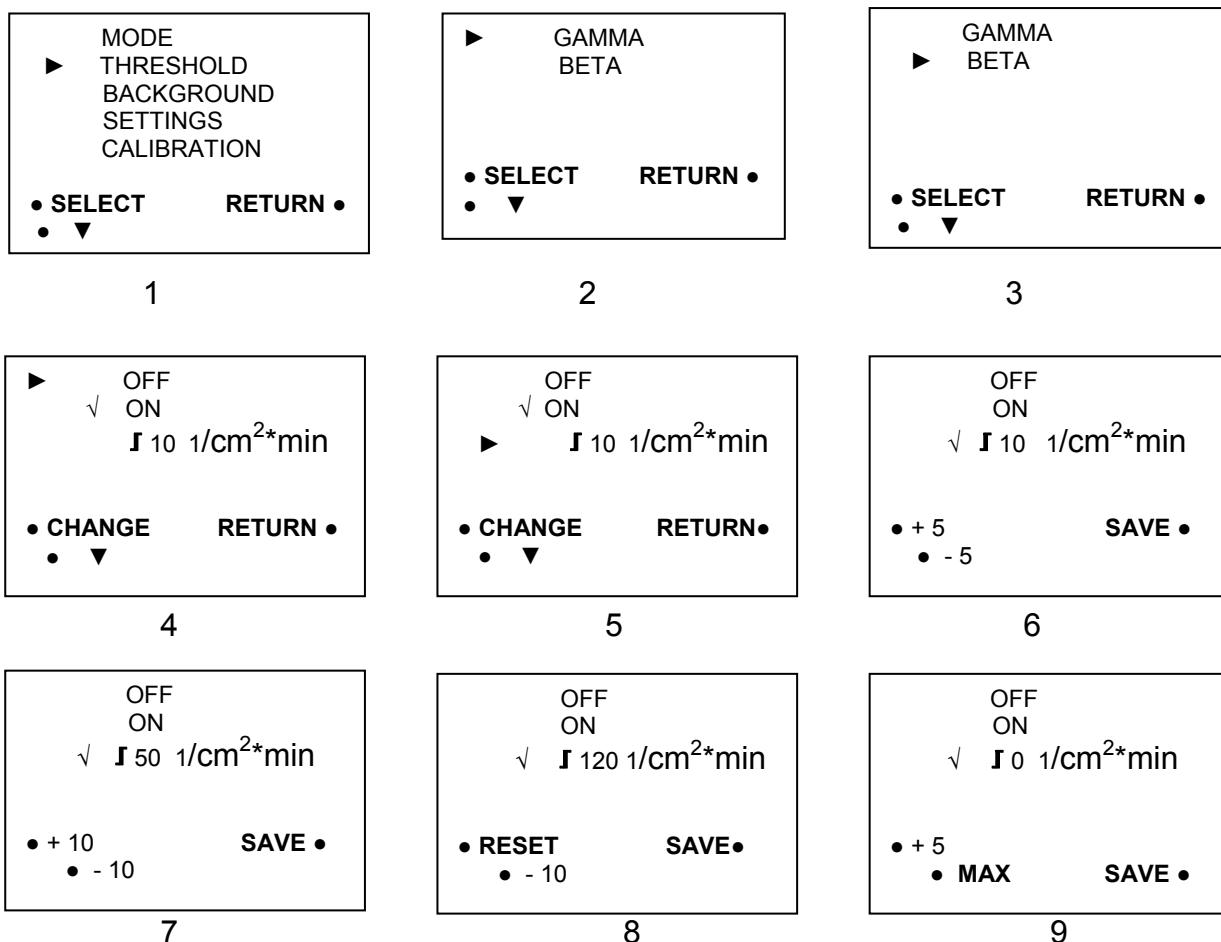 MODE
► THRESHOLD
BACKGROUND
SETTINGS
CALIBRATION
● SELECT RETURN ●
● ▼
1
► GAMMA
BETA
● SELECT RETURN ●
● ▼
2
GAMMA
► BETA
● SELECT RETURN ●
● ▼
3
► OFF
√ ON
ȷ 10 1/cm²*min
● CHANGE RETURN ●
● ▼
4
OFF
√ ON
► ȷ 10 1/cm²*min
● CHANGE RETURN●
● ▼
5
OFF
ON
√ ȷ 10 1/cm²*min
● + 5 SAVE ●
● - 5
6
OFF
ON
√ ȷ 50 1/cm²*min
● + 10 SAVE ●
● - 10
7
OFF
ON
√ ȷ 120 1/cm²*min
● RESET SAVE●
● - 10
8
OFF
ON
√ ȷ 0 1/cm²*min
● + 5
● MAX SAVE ●
9